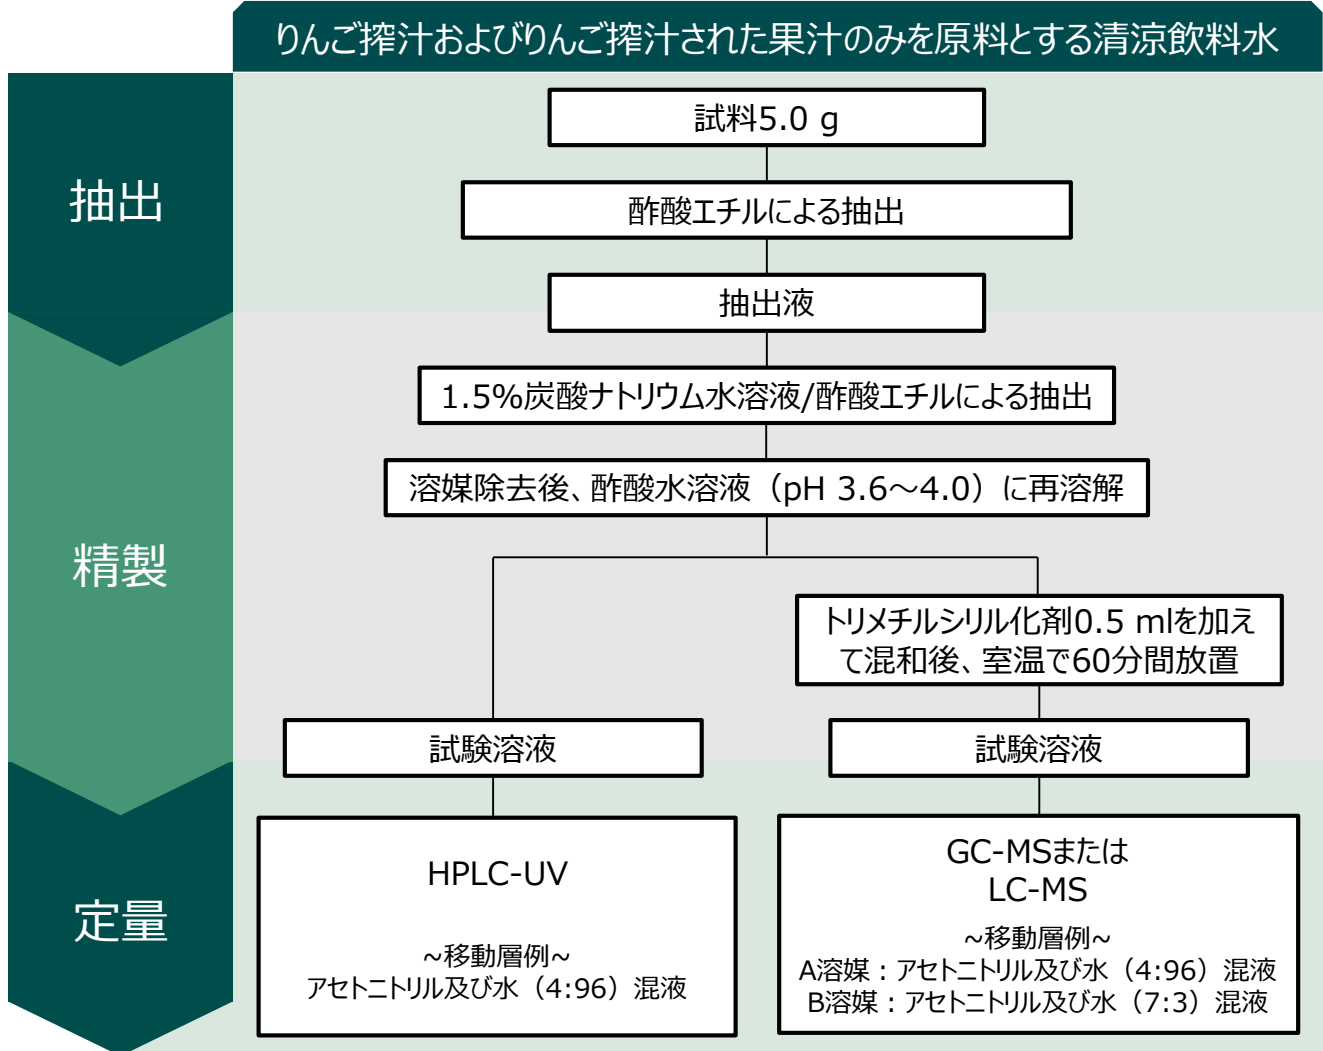 りんご搾汁およびりんご搾汁された果汁のみを原料とする清涼飲料水
抽出
試料5.0 g
酢酸エチルによる抽出
抽出液
精製
1.5%炭酸ナトリウム水溶液/酢酸エチルによる抽出
溶媒除去後、酢酸水溶液（pH 3.6～4.0）に再溶解
トリメチルシリル化剤0.5 mlを加え
て混和後、室温で60分間放置
試験溶液
試験溶液
定量
HPLC-UV
~移動層例~
アセトニトリル及び水（4:96）混液
GC-MSまたは
LC-MS
~移動層例~
A溶媒：アセトニトリル及び水（4:96）混液
B溶媒：アセトニトリル及び水（7:3）混液